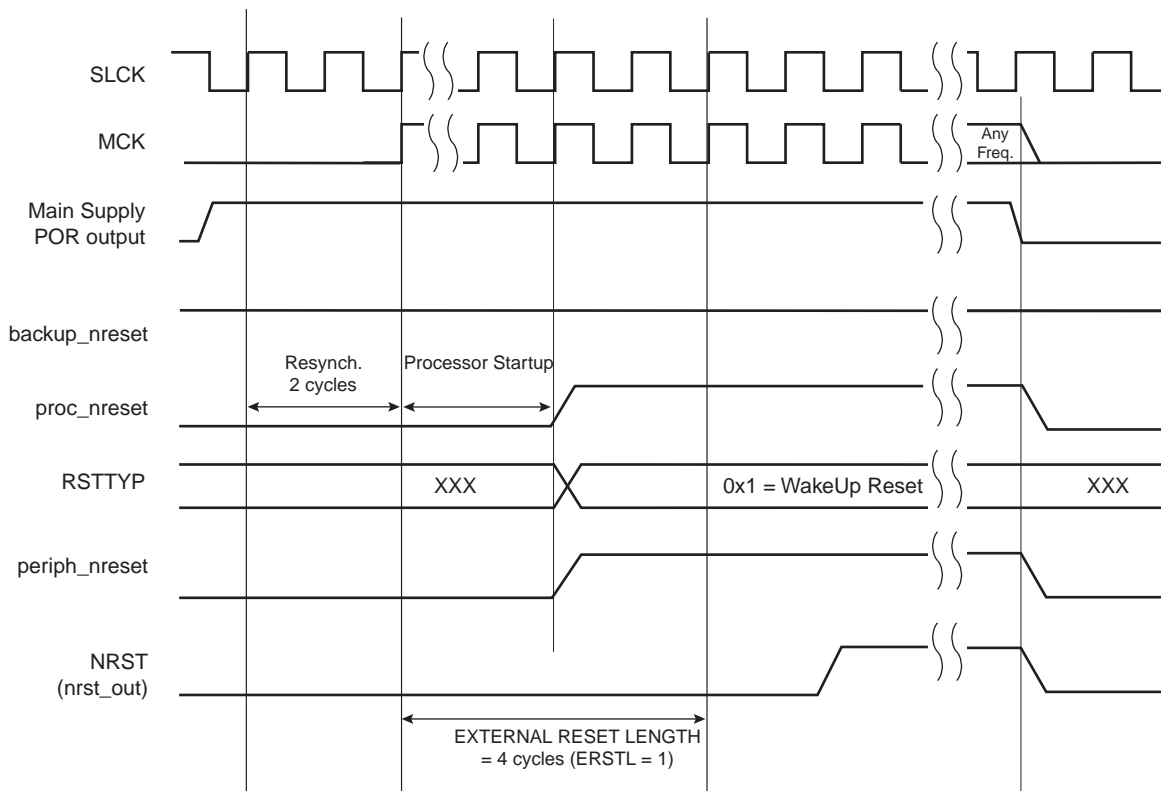 SLCK
MCK
Any
Freq.
Main Supply
POR output
backup_nreset
Resynch.
2 cycles
Processor Startup
proc_nreset
RSTTYP
XXX
0x1 = WakeUp Reset
XXX
periph_nreset
NRST
(nrst_out)
EXTERNAL RESET LENGTH
= 4 cycles (ERSTL = 1)